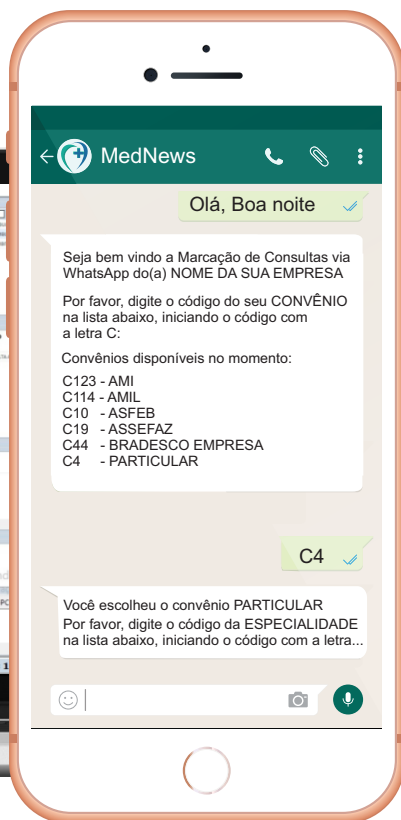 MedNews
Olá, Boa noite
Seja bem vindo a Marcação de Consultas via
WhatsApp do(a) NOME DA SUA EMPRESA
Por favor, digite o código do seu CONVÊNIO
na lista abaixo, iniciando o código com
a letra C:
Convênios disponíveis no momento:
C123 - AMI
C114 - AMIL
C10 - ASFEB
C19 - ASSEFAZ
C44 - BRADESCO EMPRESA
C4 - PARTICULAR
C4
Você escolheu o convênio PARTICULAR
Por favor, digite o código da ESPECIALIDADE
na lista abaixo, iniciando o código com a letra...